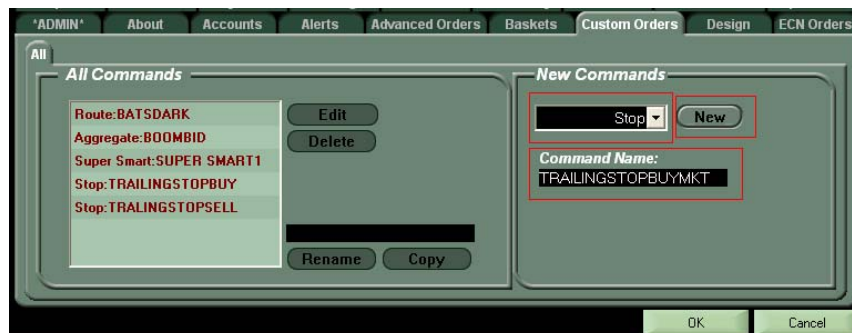 *ADMIN* About Accounts Alerts Advanced Orders Baskets Custom Orders Design ECN Orders
All
All Commands
Route:BATSDARK
Aggregate:BOOMBID
Super Smart:SUPER SMART1
Stop:TRAILINGSTOPBUY
Stop:TRALINGSTOPSELL
Edit
Delete
Rename Copy
New Commands
Stop New
Command Name:
TRAILINGSTOPBUYMKT
OK Cancel